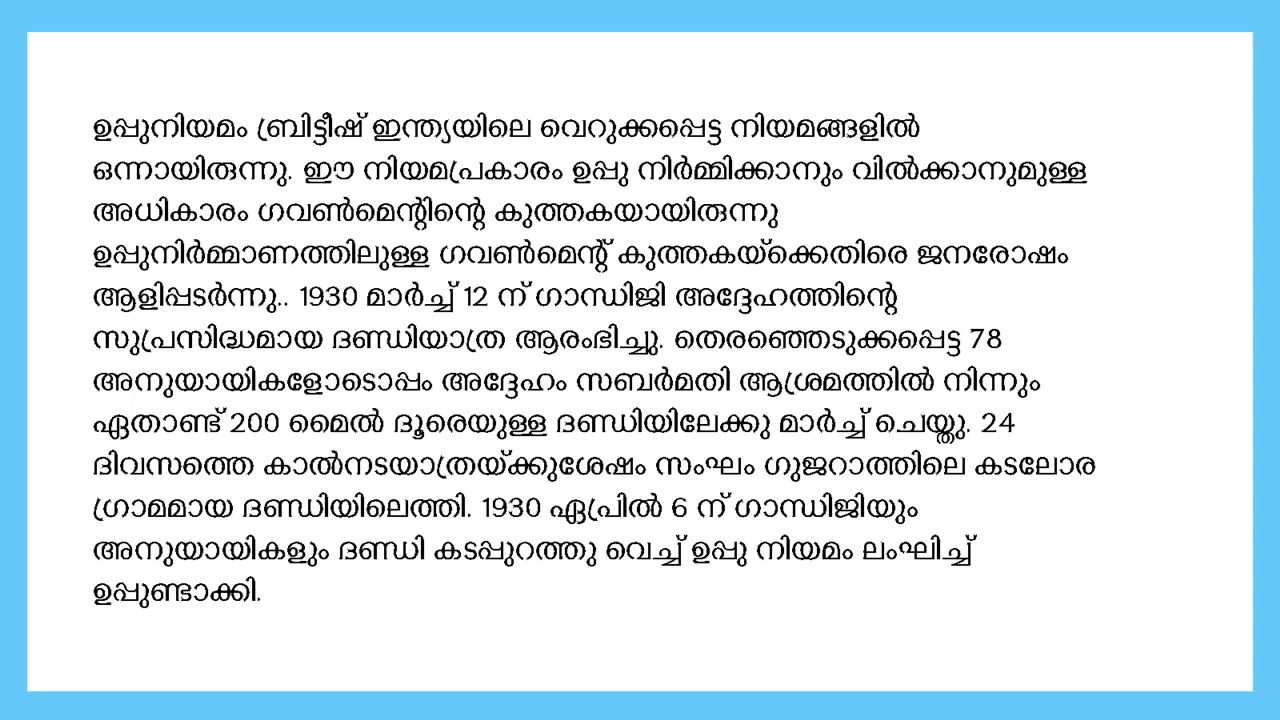 ഉപ്പുനിയമം ബ്രിട്ടീഷ് ഇന്ത്യയിലെ വെറുക്കപ്പെട്ട നിയമങ്ങളിൽ
ഒന്നായിരുന്നു. ഈ നിയമപ്രകാരം ഉപ്പു നിർമ്മിക്കാനും വിൽക്കാനുമുള്ള
അധികാരം ഗവൺമെന്റിന്റെ കുത്തകയായിരുന്നു
ഉപ്പുനിർമ്മാണത്തിലുള്ള ഗവൺമെന്റ് കുത്തകയ്ക്കെതിരെ ജനരോഷം
ആളിപ്പടർന്നു.. 1930 മാർച്ച് 12 ന് ഗാന്ധിജി അദ്ദേഹത്തിന്റെ
സുപ്രസിദ്ധമായ ദണ്ഡിയാത്ര ആരംഭിച്ചു. തെരഞ്ഞെടുക്കപ്പെട്ട 78
അനുയായികളോടൊപ്പം അദ്ദേഹം സബർമതി ആശ്രമത്തിൽ നിന്നും
ഏതാണ്ട് 200 മൈൽ ദൂരെയുള്ള ദണ്ഡിയിലേക്കു മാർച്ച് ചെയ്തു. 24
ദിവസത്തെ കാൽനടയാത്രയ്ക്കുശേഷം സംഘം ഗുജറാത്തിലെ കടലോര
ഗ്രാമമായ ദണ്ഡിയിലെത്തി. 1930 ഏപ്രിൽ 6 ന് ഗാന്ധിജിയും
അനുയായികളും ദണ്ഡി കടപ്പുറത്തു വെച്ച് ഉപ്പു നിയമം ലംഘിച്ച്
ഉപ്പുണ്ടാക്കി.